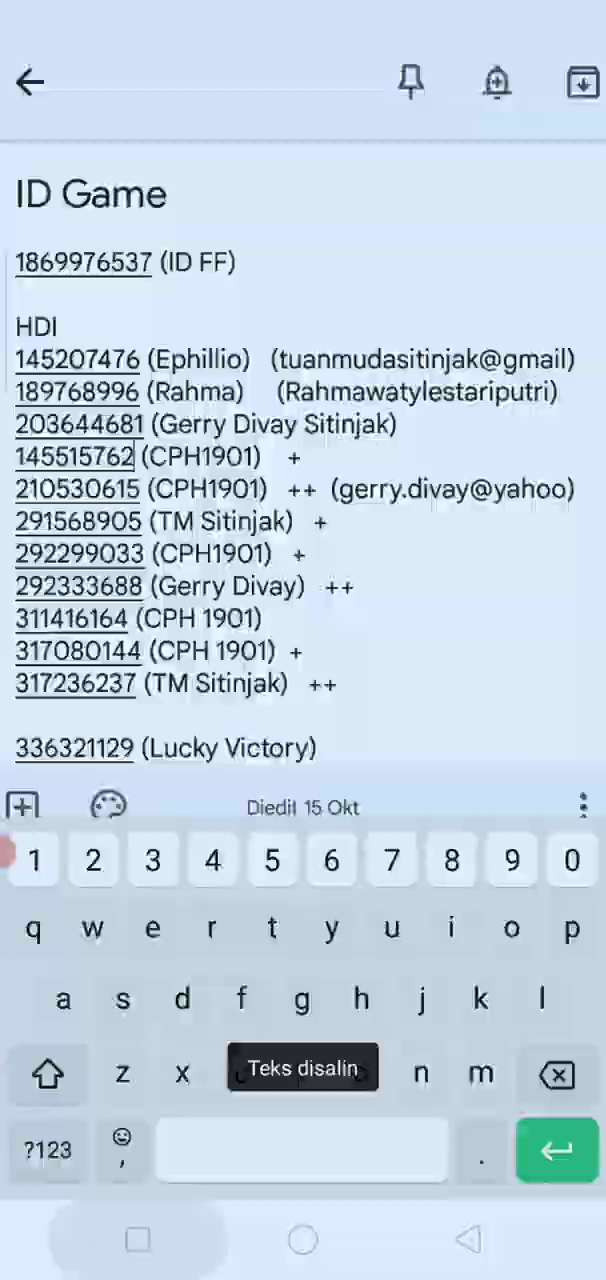 ID Game
1869976537 (ID FF)
HDI
145207476 (Ephillio) (tuanmudasitinjak@gmail)
189768996 (Rahma) (Rahmawatylestariputri)
203644681 (Gerry Divay Sitinjak)
145515762 (CPH1901) +
210530615 (CPH1901) ++ (gerry.divay@yahoo)
291568905 (TM Sitinjak) +
292299033 (CPH1901) +
292333688 (Gerry Divay) ++
311416164 (CPH 1901)
317080144 (CPH 1901) +
317236237 (TM Sitinjak) ++
336321129 (Lucky Victory)
Diedit 15 Okt
1 2 3 4 5 6 7 8 9 0
q w e r t y u i o p
a s d f g h j k l
z x n m
Teks disalin
?123 , .